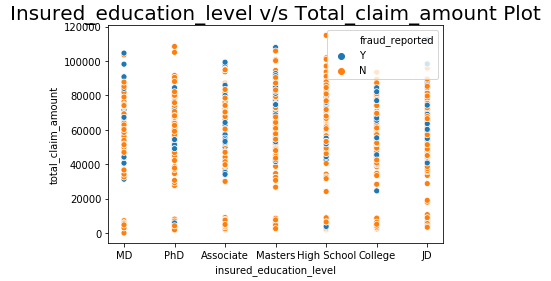 Insured_education_level v/s Total_claim_amount Plot
fraud_reported
Y
N
120000
100000
80000
60000
40000
20000
0
total_claim_amount
MD PhD Associate Masters High School College JD
insured_education_level